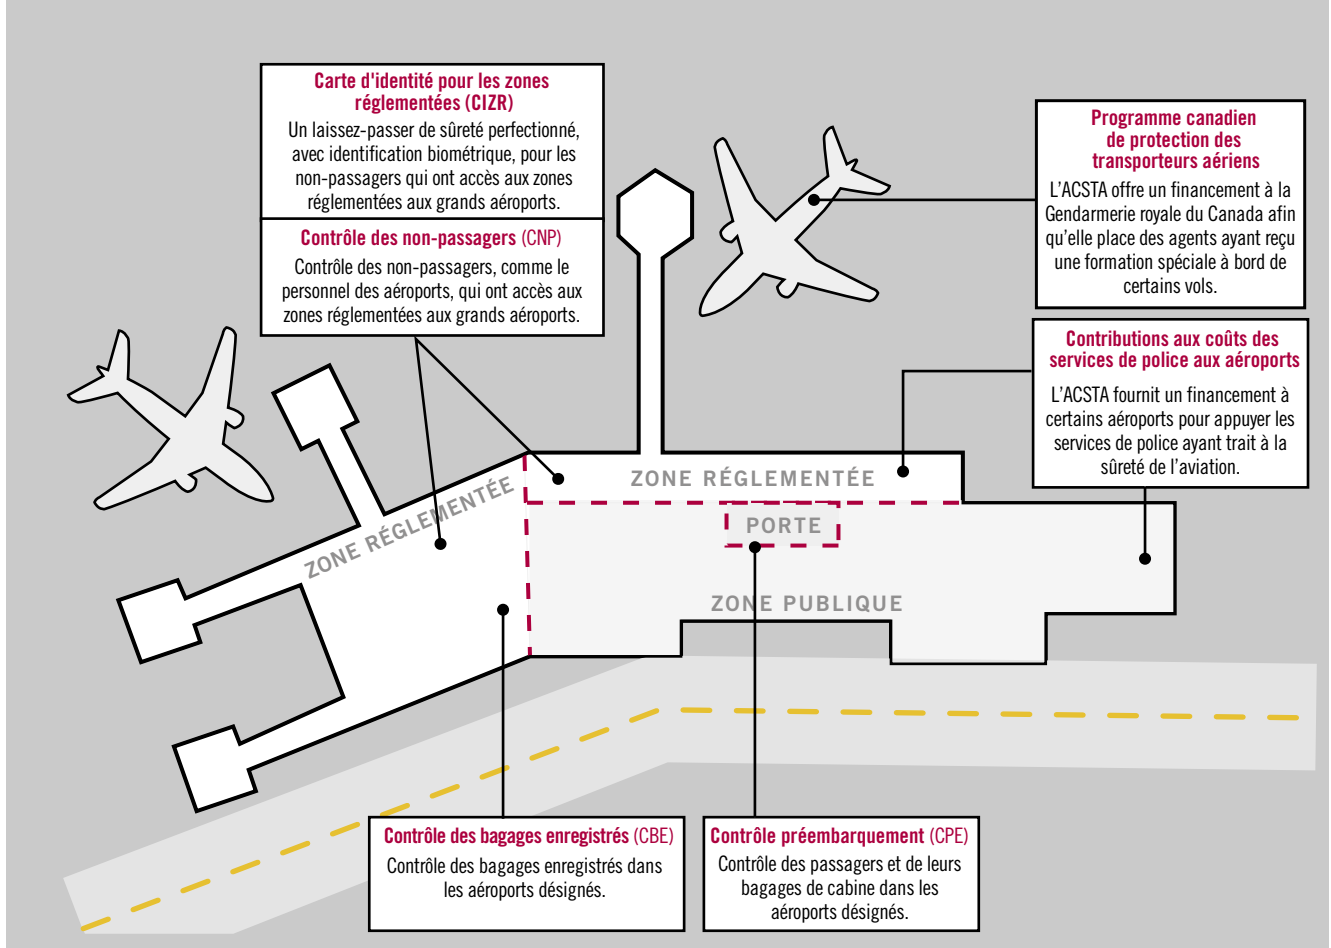 Carte d'identité pour les zones
réglementées (CIZR)
Un laissez-passer de sûreté perfectionné,
avec identification biométrique, pour les
non-passagers qui ont accès aux zones
réglementées aux grands aéroports.
Contrôle des non-passagers (CNP)
Contrôle des non-passagers, comme le
personnel des aéroports, qui ont accès aux
zones réglementées aux grands aéroports.
Programme canadien
de protection des
transporteurs aériens
L'ACSTA offre un financement à la
Gendarmerie royale du Canada afin
qu'elle place des agents ayant reçu
une formation spéciale à bord de
certains vols.
Contributions aux coûts des
services de police aux aéroports
L'ACSTA fournit un financement à
certains aéroports pour appuyer les
services de police ayant trait à la
sûreté de l'aviation.
ZONE RÉGLEMENTÉE
ZONE RÉGLEMENTÉE
PORTE
ZONE PUBLIQUE
Contrôle des bagages enregistrés (CBE)
Contrôle des bagages enregistrés dans
les aéroports désignés.
Contrôle préembarquement (CPE)
Contrôle des passagers et de leurs
bagages de cabine dans les
aéroports désignés.